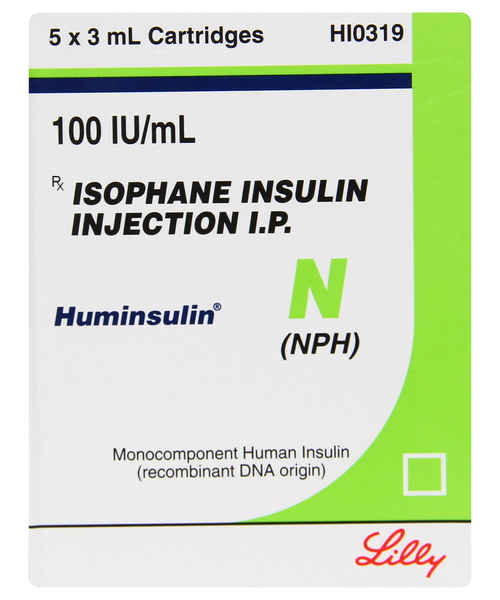 5 x 3 mL Cartridges HI0319
100 IU/mL
Rx ISOPHANE INSULIN
INJECTION I.P.
Huminsulin® N
(NPH)
Monocomponent Human Insulin
(recombinant DNA origin)
Lilly